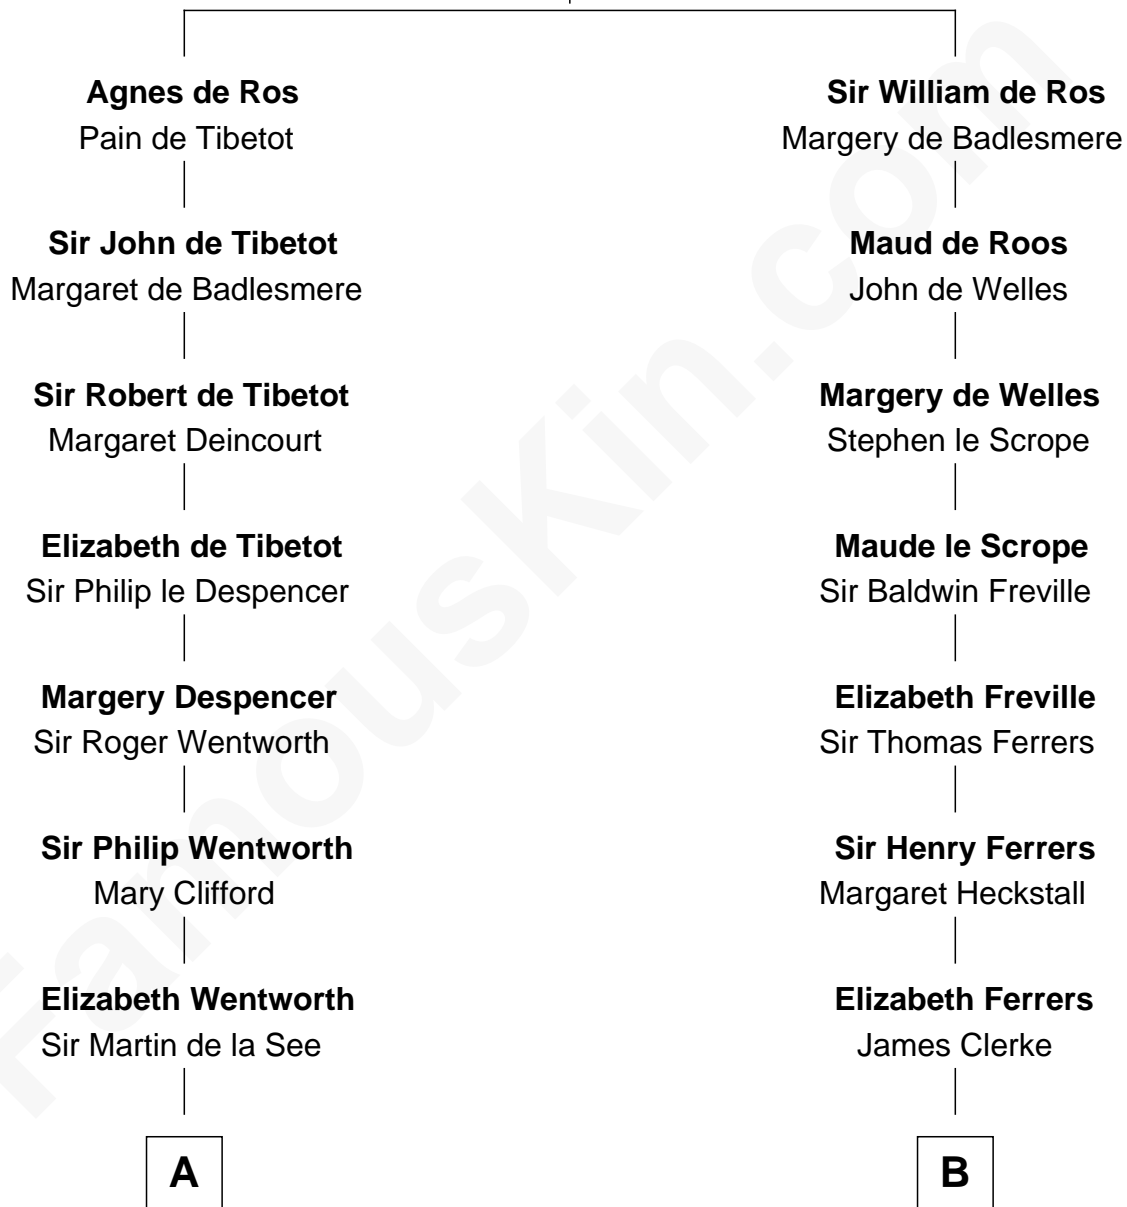 Agnes de Ros
Pain de Tibetot
Sir John de Tibetot
Margaret de Badlesmere
Sir Robert de Tibetot
Margaret Deincourt
Elizabeth de Tibetot
Sir Philip le Despencer
Margery Despencer
Sir Roger Wentworth
Sir Philip Wentworth
Mary Clifford
Elizabeth Wentworth
Sir Martin de la See
A
Sir William de Ros
Margery de Badlesmere
Maud de Roos
John de Welles
Margery de Welles
Stephen le Scrope
Maude le Scrope
Sir Baldwin Freville
Elizabeth Freville
Sir Thomas Ferrers
Sir Henry Ferrers
Margaret Heckstall
Elizabeth Ferrers
James Clerke
B
FamousKin.com